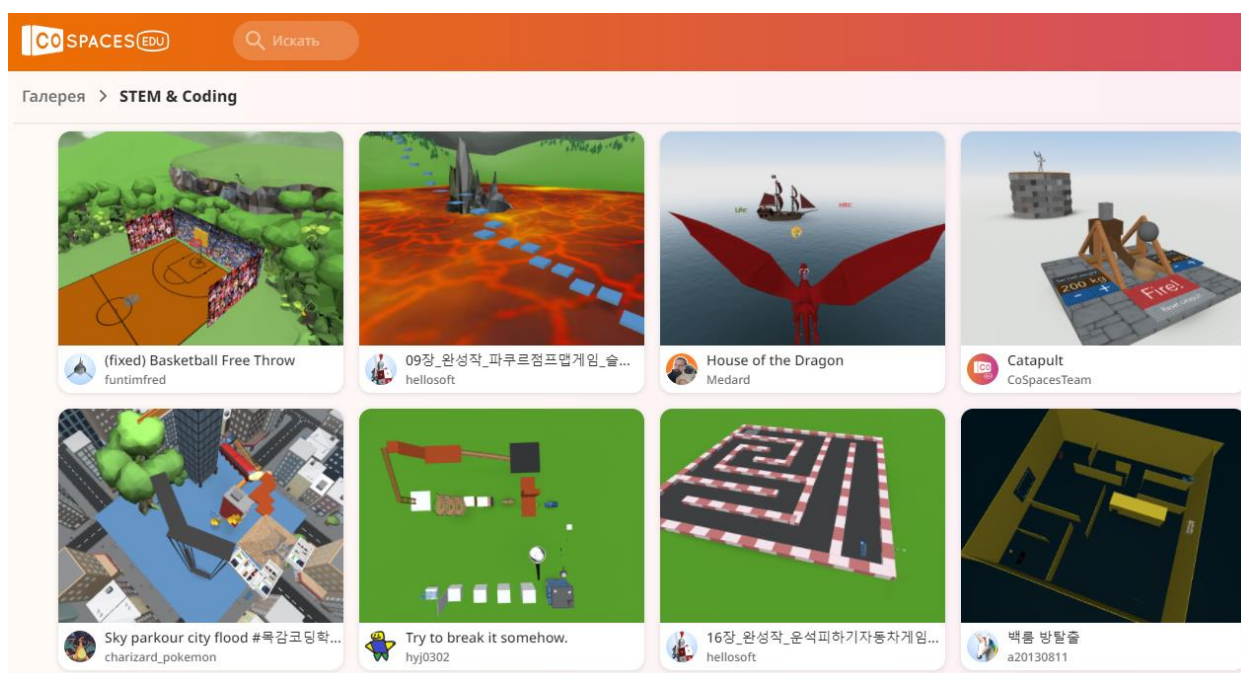 CO SPACES EDU
Искать
Галерея > STEM & Coding
200 kg
- +
Fire!
(fixed) Basketball Free Throw
funtimfred
09장_완성작_파쿠르점프맵게임_슬...
hellosoft
House of the Dragon
Medard
Catapult
CoSpacesTeam
Sky parkour city flood #목감코딩학...
charizard_pokemon
Try to break it somehow.
hyj0302
16장_완성작_운석피하기자동차게임...
hellosoft
백룸 방탈출
a20130811